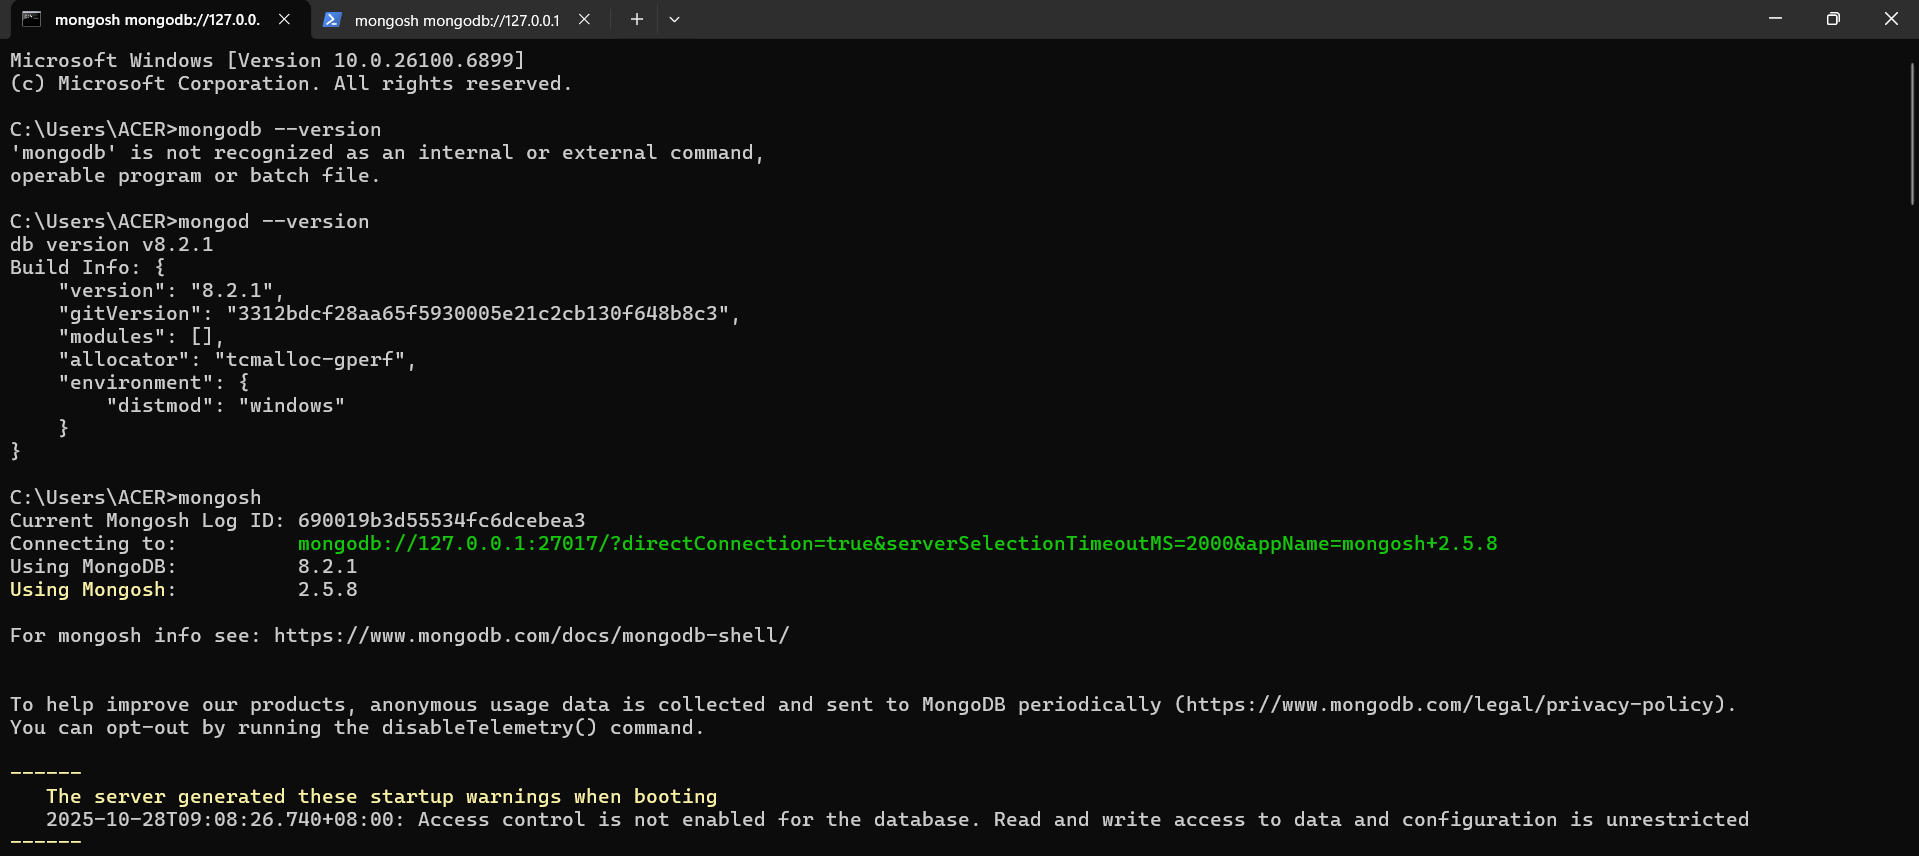 mongosh mongodb://127.0.0.
mongosh mongodb://127.0.0.1
Microsoft Windows [Version 10.0.26100.6899]
(c) Microsoft Corporation. All rights reserved.
C:\Users\ACER>mongodb --version
'mongodb' is not recognized as an internal or external command,
operable program or batch file.
C:\Users\ACER>mongod --version
db version v8.2.1
Build Info: {
    "version": "8.2.1",
    "gitVersion": "3312bdcf28aa65f5930005e21c2cb130f648b8c3",
    "modules": [],
    "allocator": "tcmalloc-gperf",
    "environment": {
        "distmod": "windows"
    }
}
C:\Users\ACER>mongosh
Current Mongosh Log ID: 690019b3d55534fc6dcebea3
Connecting to:          mongodb://127.0.0.1:27017/?directConnection=true&serverSelectionTimeoutMS=2000&appName=mongosh+2.5.8
Using MongoDB:          8.2.1
Using Mongosh:          2.5.8
For mongosh info see: https://www.mongodb.com/docs/mongodb-shell/
To help improve our products, anonymous usage data is collected and sent to MongoDB periodically (https://www.mongodb.com/legal/privacy-policy).
You can opt-out by running the disableTelemetry() command.
------
   The server generated these startup warnings when booting
   2025-10-28T09:08:26.740+08:00: Access control is not enabled for the database. Read and write access to data and configuration is unrestricted
------